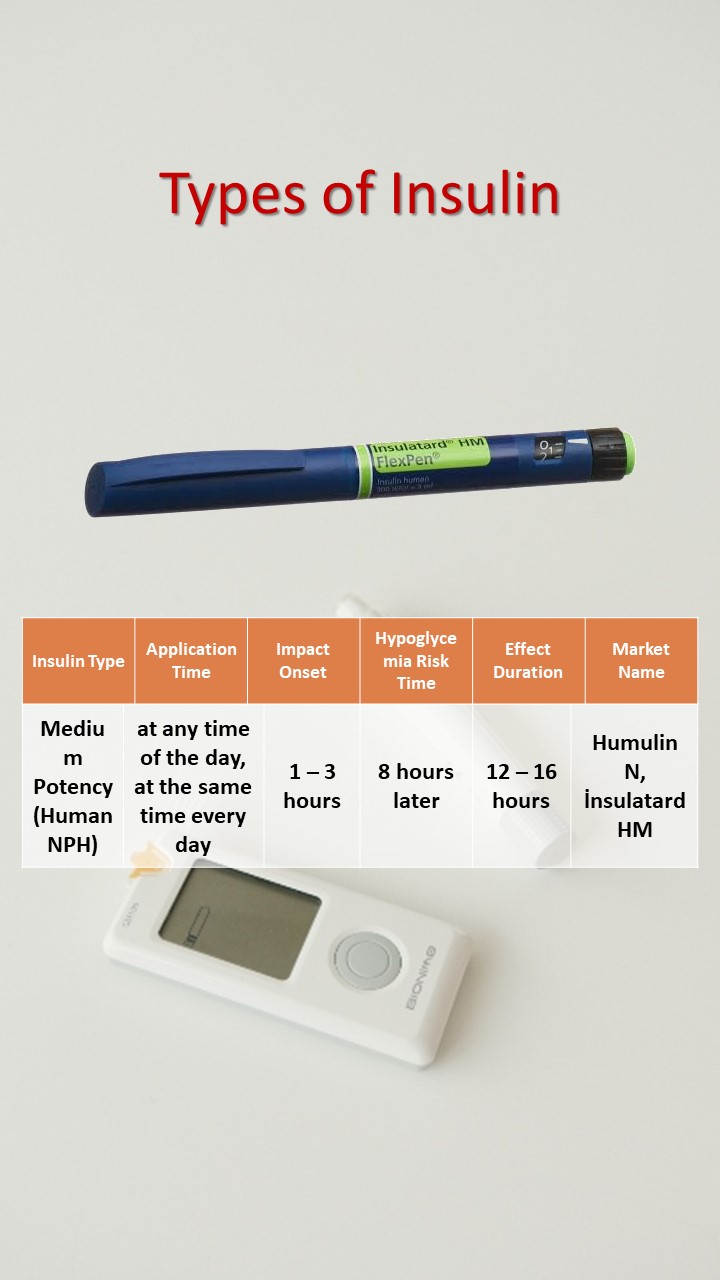 Types of Insulin
Insulatard® HM
FlexPen®
Insulin human
Insulin Type
Application
Time
Impact
Onset
Hypoglyce
mia Risk
Time
Effect
Duration
Market
Name
Mediu
m
Potency
(Human
NPH)
at any time
of the day,
at the same
time every
day
1 – 3
hours
8 hours
later
12 – 16
hours
Humulin
N,
İnsulatard
HM
BIONIME